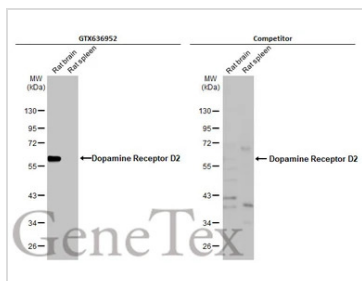 GTX636952
Competitor
Rat brain
Rat spleen
Rat brain
Rat spleen
MW
(kDa)
130
95
72
55
43
34
26
Dopamine Receptor D2
MW
(kDa)
130
95
72
55
43
34
26
Dopamine Receptor D2
GeneTex